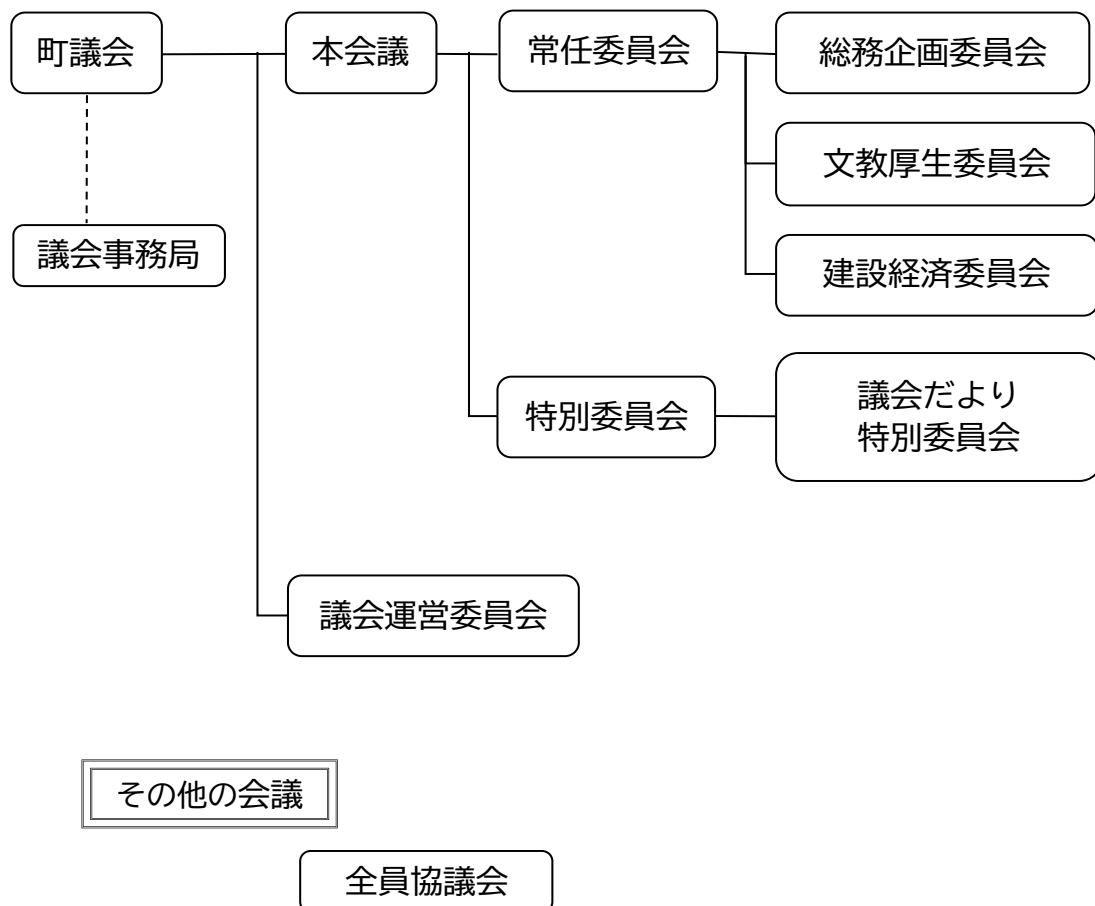 町議会
本会議
常任委員会
総務企画委員会
文教厚生委員会
議会事務局
建設経済委員会
特別委員会
議会だより
特別委員会
議会運営委員会
その他の会議
全員協議会